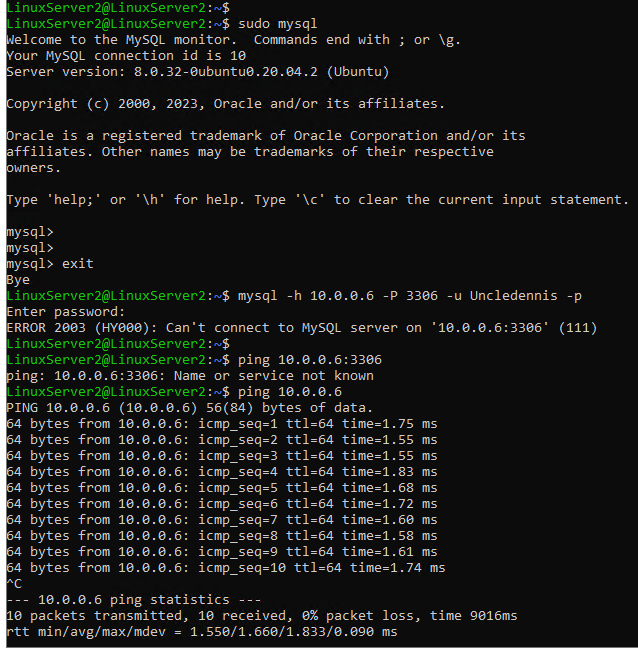 LinuxServer2@LinuxServer2:~$
LinuxServer2@LinuxServer2:~$ sudo mysql
Welcome to the MySQL monitor.  Commands end with ; or \g.
Your MySQL connection id is 10
Server version: 8.0.32-0ubuntu0.20.04.2 (Ubuntu)
Copyright (c) 2000, 2023, Oracle and/or its affiliates.
Oracle is a registered trademark of Oracle Corporation and/or its
affiliates. Other names may be trademarks of their respective
owners.
Type 'help;' or '\h' for help. Type '\c' to clear the current input statement.
mysql>
mysql>
mysql> exit
Bye
LinuxServer2@LinuxServer2:~$ mysql -h 10.0.0.6 -P 3306 -u Uncledennis -p
Enter password:
ERROR 2003 (HY000): Can't connect to MySQL server on '10.0.0.6:3306' (111)
LinuxServer2@LinuxServer2:~$
LinuxServer2@LinuxServer2:~$ ping 10.0.0.6:3306
ping: 10.0.0.6:3306: Name or service not known
LinuxServer2@LinuxServer2:~$ ping 10.0.0.6
PING 10.0.0.6 (10.0.0.6) 56(84) bytes of data.
64 bytes from 10.0.0.6: icmp_seq=1 ttl=64 time=1.75 ms
64 bytes from 10.0.0.6: icmp_seq=2 ttl=64 time=1.55 ms
64 bytes from 10.0.0.6: icmp_seq=3 ttl=64 time=1.55 ms
64 bytes from 10.0.0.6: icmp_seq=4 ttl=64 time=1.83 ms
64 bytes from 10.0.0.6: icmp_seq=5 ttl=64 time=1.68 ms
64 bytes from 10.0.0.6: icmp_seq=6 ttl=64 time=1.72 ms
64 bytes from 10.0.0.6: icmp_seq=7 ttl=64 time=1.60 ms
64 bytes from 10.0.0.6: icmp_seq=8 ttl=64 time=1.58 ms
64 bytes from 10.0.0.6: icmp_seq=9 ttl=64 time=1.61 ms
64 bytes from 10.0.0.6: icmp_seq=10 ttl=64 time=1.74 ms
^C
--- 10.0.0.6 ping statistics ---
10 packets transmitted, 10 received, 0% packet loss, time 9016ms
rtt min/avg/max/mdev = 1.550/1.660/1.833/0.090 ms